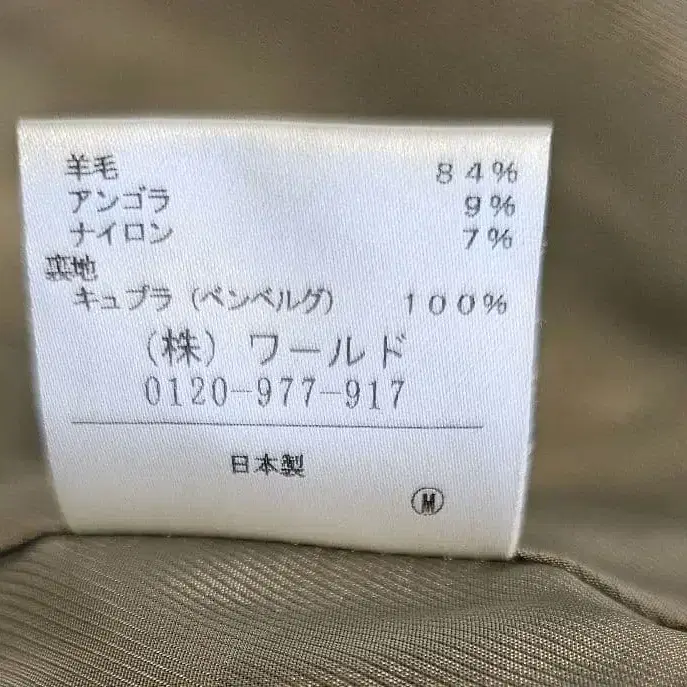 羊毛 84%
アンゴラ 9%
ナイロン 7%
裏地
キュプラ（ベンベルグ） 100%
（株）ワールド
0120-977-917
日本製
Ⓜ